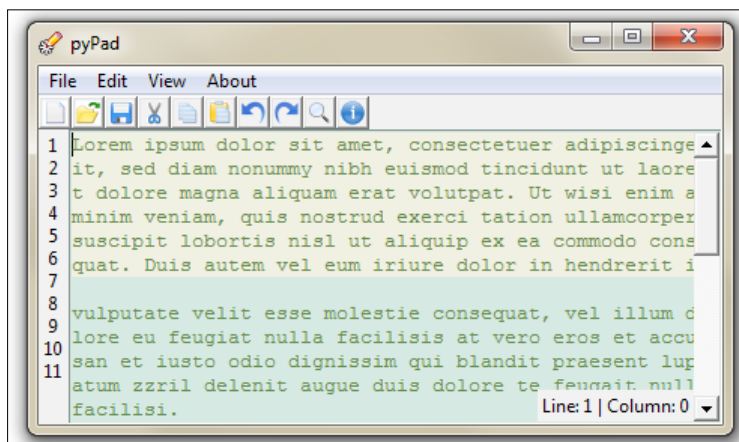 pyPad
File Edit View About
1 Lorem ipsum dolor sit amet, consectetuer adipiscinge
2 it, sed diam nonummy nibh euismod tincidunt ut laore
3 t dolore magna aliquam erat volutpat. Ut wisi enim a
4 minim veniam, quis nostrud exerci tation ullamcorper
5 suscipit lobortis nisl ut aliquip ex ea commodo cons
6 quat. Duis autem vel eum iriure dolor in hendrerit i
7
8 vulputate velit esse molestie consequat, vel illum d
9 lore eu feugiat nulla facilisis at vero eros et accu
10 san et iusto odio dignissim qui blandit praesent lup
11 atum zzril delenit augue duis dolore te feugait null
facilisi.
Line: 1 | Column: 0